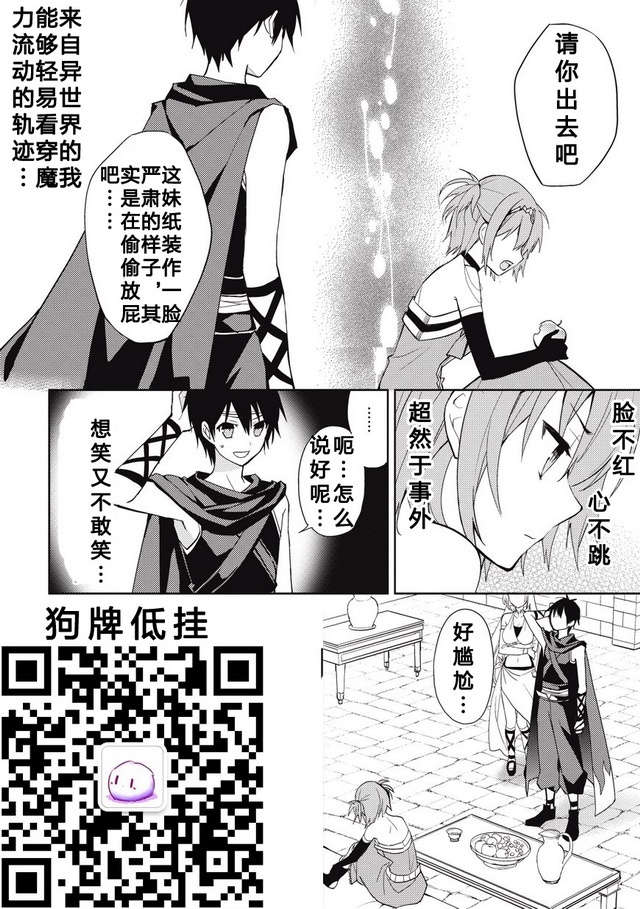 请你出去吧
来自异世界的我
能够轻易看穿魔
力流动的轨迹…
这妹纸装作一脸
严肃的样子，其
实是在偷偷放屁
吧……
脸不红
心不跳
超然于事外
……
呃…怎么
说好呢…
想笑又不敢笑…
好尴尬…
狗牌低挂